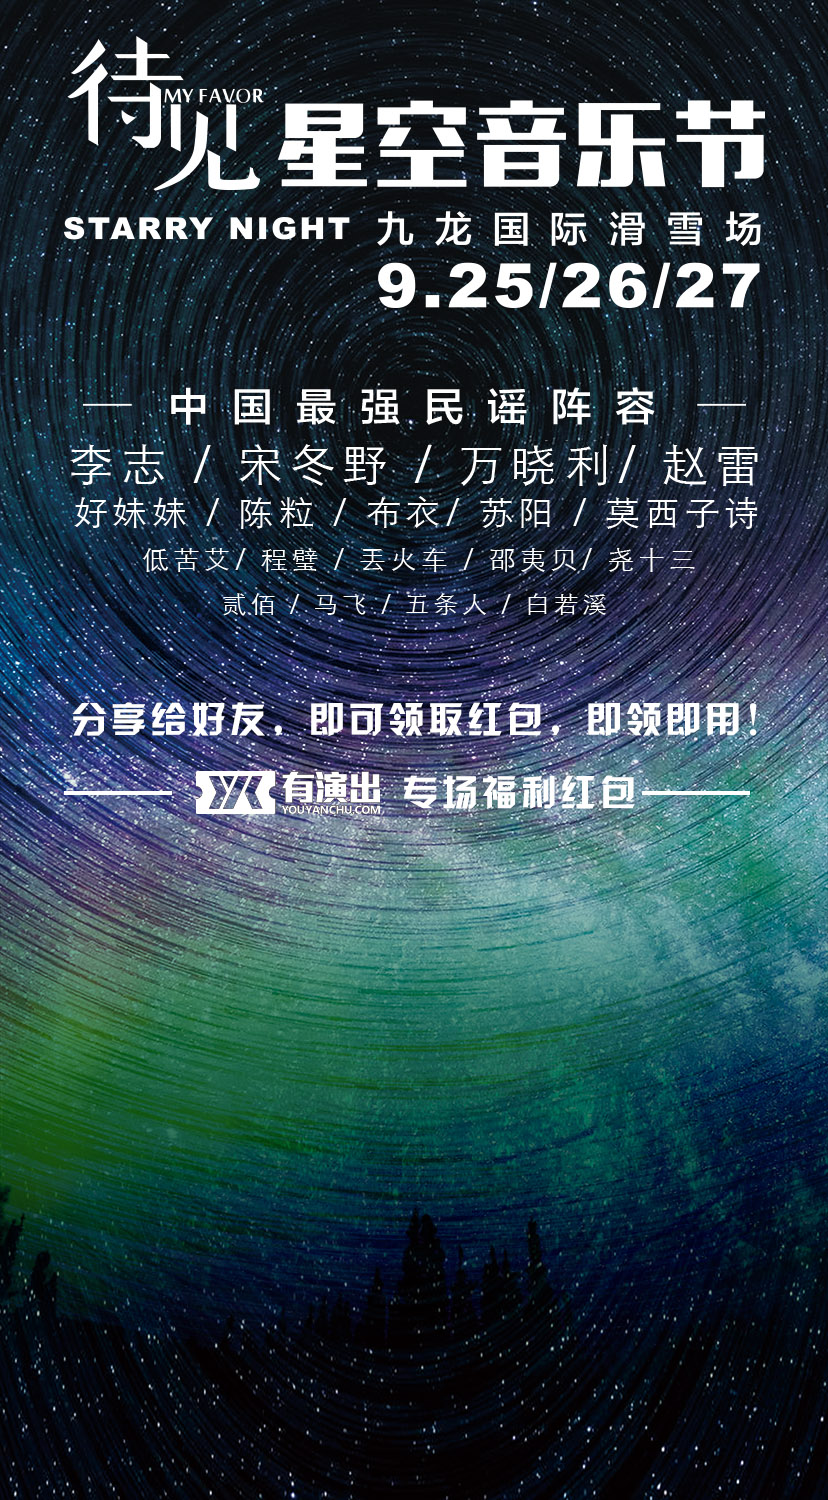 待见
MY FAVOR
星空音乐节
STARRY NIGHT 九龙国际滑雪场
9.25/26/27
中国最强民谣阵容
李志 / 宋冬野 / 万晓利/ 赵雷
好妹妹 / 陈粒 / 布衣/ 苏阳 / 莫西子诗
低苦艾/ 程璧 / 丢火车 / 邵夷贝/ 尧十三
贰佰 / 马飞 / 五条人 / 白若溪
分享给好友，即可领取红包，即领即用!
有演出 专场福利红包
YOUYANCHU.COM